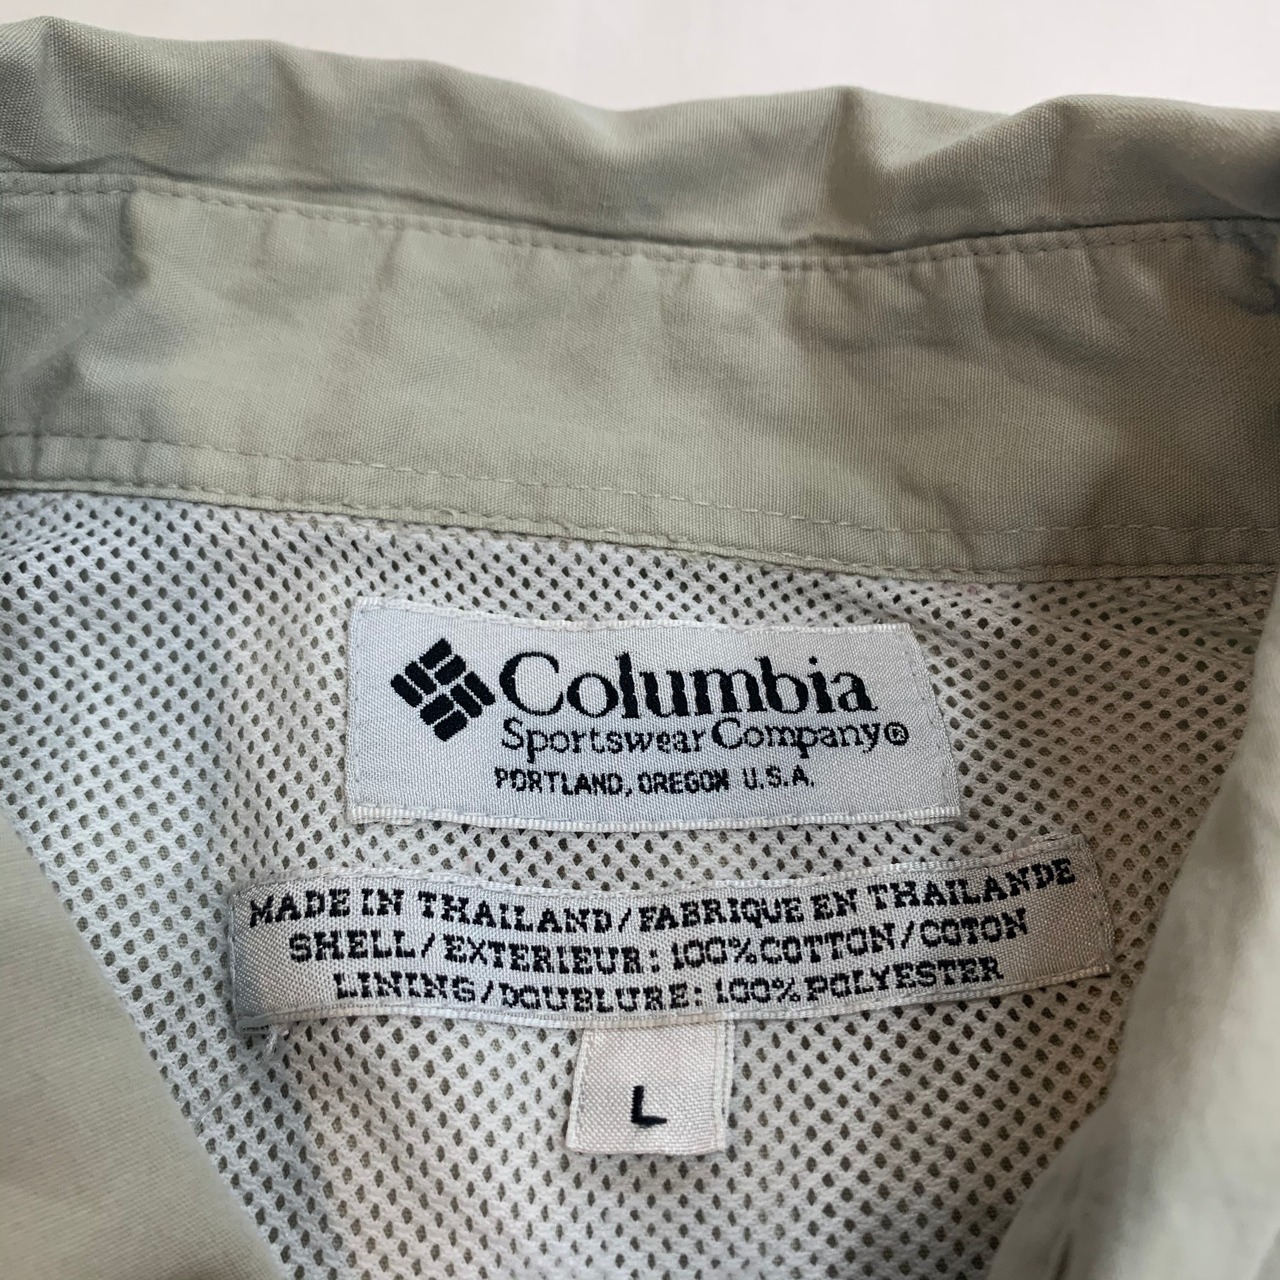 Columbia
Sportswear Company®
PORTLAND, OREGON U.S.A.
MADE IN THAILAND/FABRIQUE EN THAILANDE
SHELL/EXTERIEUR: 100% COTTON/COTON
LINING/DOUBLURE: 100% POLYESTER
L